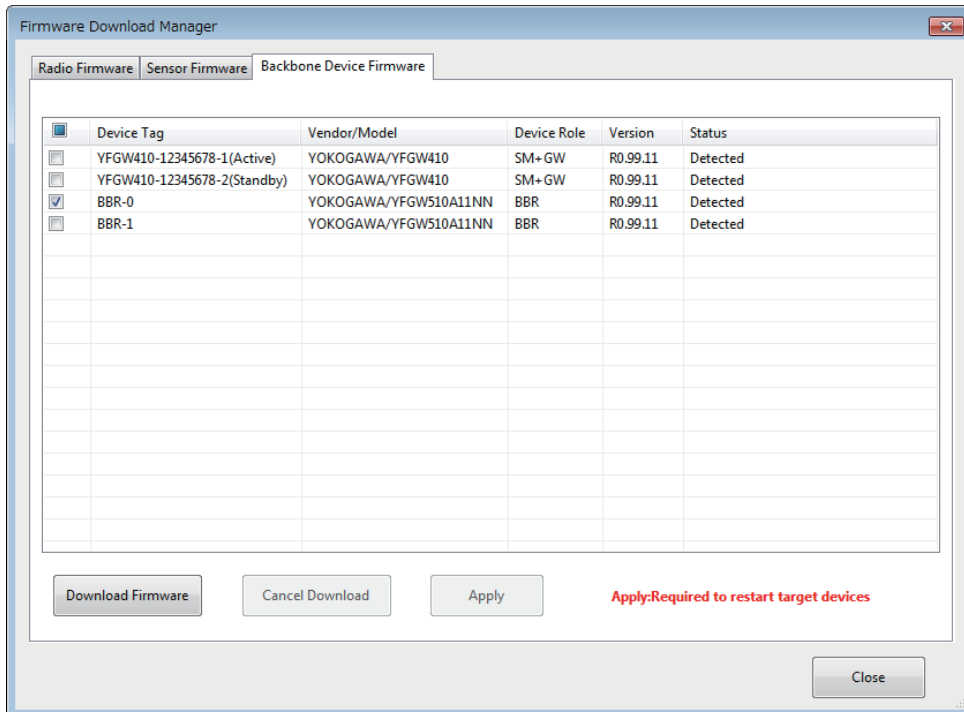 Firmware Download Manager
Radio Firmware Sensor Firmware Backbone Device Firmware
Device Tag Vendor/Model Device Role Version Status
YFGW410-12345678-1(Active) YOKOGAWA/YFGW410 SM+GW R0.99.11 Detected
YFGW410-12345678-2(Standby) YOKOGAWA/YFGW410 SM+GW R0.99.11 Detected
BBR-0 YOKOGAWA/YFGW510A11NN BBR R0.99.11 Detected
BBR-1 YOKOGAWA/YFGW510A11NN BBR R0.99.11 Detected
Download Firmware Cancel Download Apply Apply:Required to restart target devices
Close